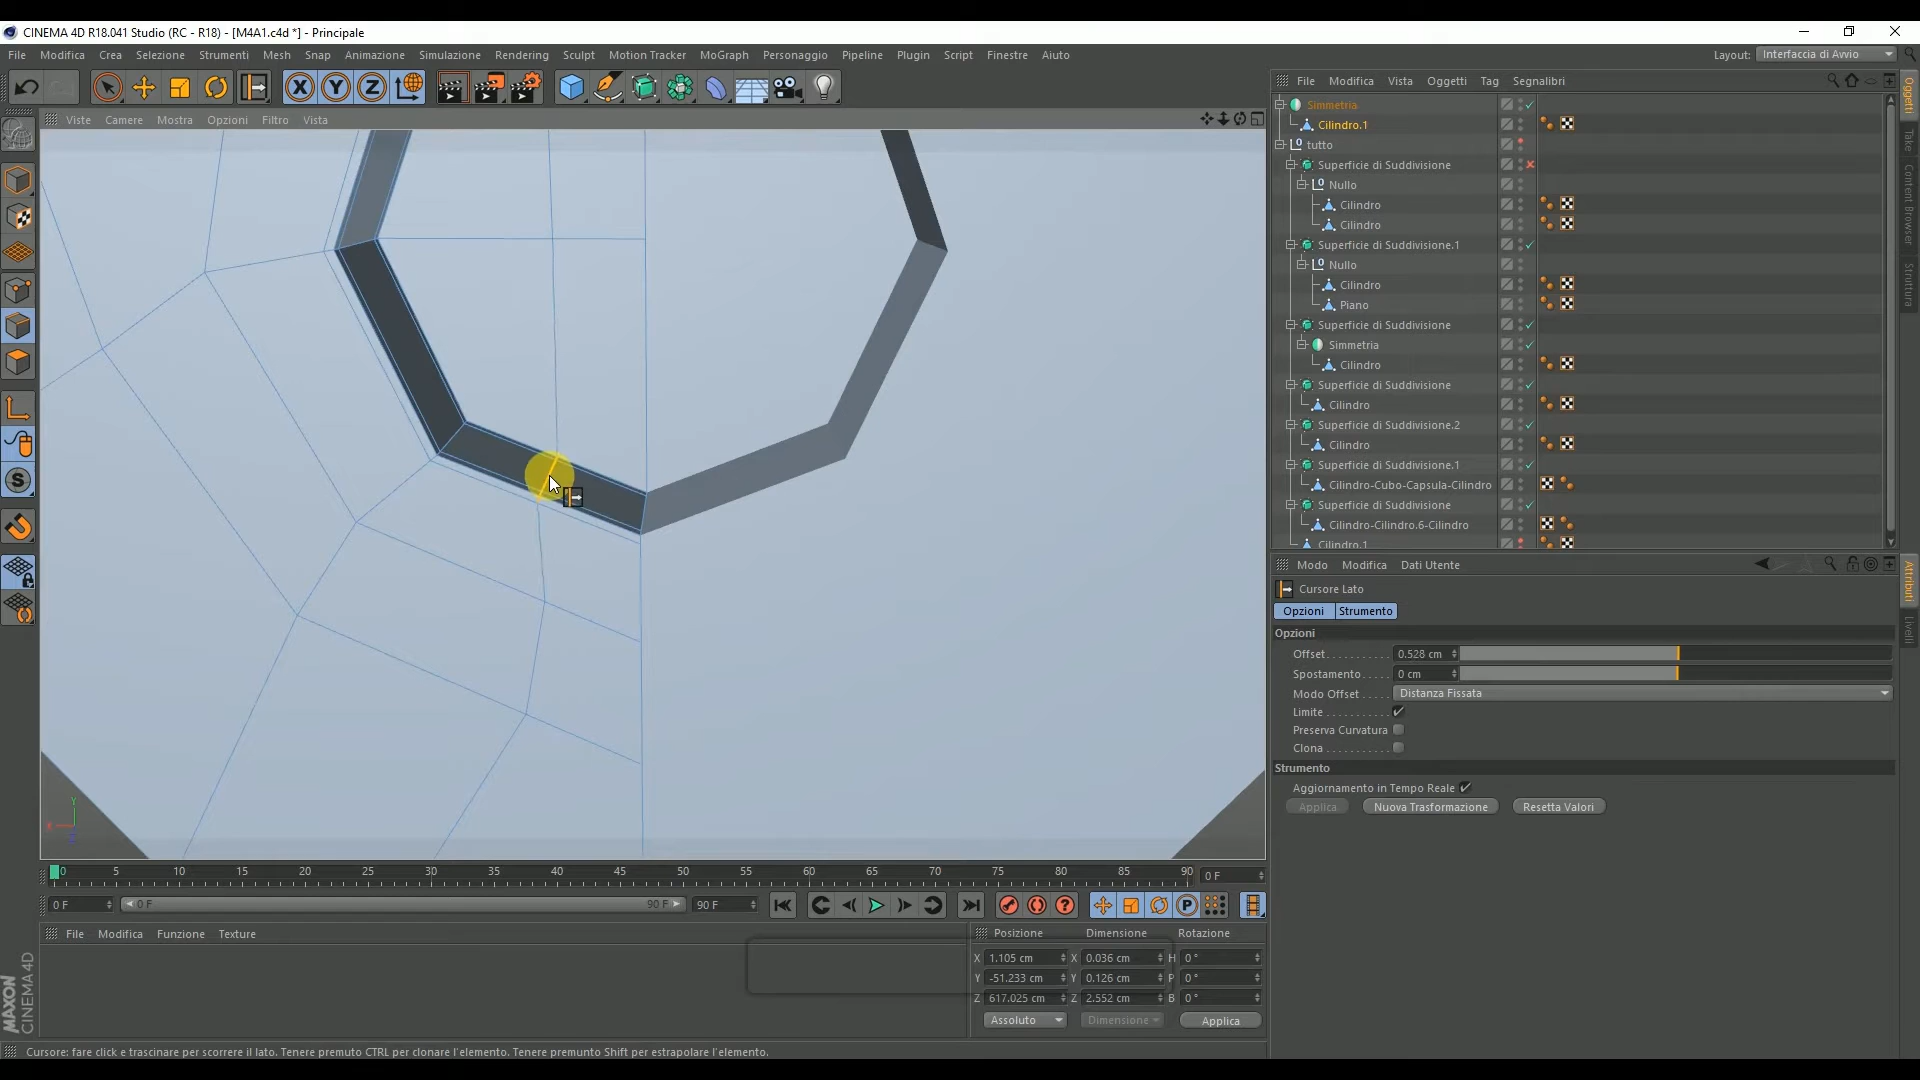 CINEMA 4D R18.041 Studio (RC - R18) - [M4A1.c4d *] - Principale
File Modifica Crea Selezione Strumenti Mesh Snap Animazione Simulazione Rendering Sculpt Motion Tracker MoGraph Personaggio Pipeline Plugin Script Finestre Aiuto Layout: Interfaccia di Avvio
X Y Z
File Modifica Vista Oggetti Tag Segnalibri
Viste Camere Mostra Opzioni Filtro Vista
Simmetria
Cilindro.1
tutto
Superficie di Suddivisione
Nullo
Cilindro
Cilindro
Superficie di Suddivisione.1
Nullo
Cilindro
Piano
Superficie di Suddivisione
Simmetria
Cilindro
Superficie di Suddivisione
Cilindro
Superficie di Suddivisione.2
Cilindro
Superficie di Suddivisione.1
Cilindro-Cubo-Capsula-Cilindro
Superficie di Suddivisione
Cilindro-Cilindro.6-Cilindro
Cilindro.1
Oggetti
Take
Content Browser
Struttura
Modo Modifica Dati Utente
Cursore Lato
Opzioni Strumento
Opzioni
Offset 0.528 cm
Spostamento 0 cm
Modo Offset Distanza Fissata
Limite
Preserva Curvatura
Clona
Strumento
Aggiornamento in Tempo Reale
Applica Nuova Trasformazione Resetta Valori
Attributi
Livelli
Y
X
Z
0 5 10 15 20 25 30 35 40 45 50 55 60 65 70 75 80 85 90 0 F
0 F 0 F 90 F 90 F
File Modifica Funzione Texture
Posizione Dimensione Rotazione
X 1.105 cm X 0.036 cm H 0 °
Y -51.233 cm Y 0.126 cm P 0 °
Z 617.025 cm Z 2.552 cm B 0 °
Assoluto Dimensione Applica
MAXON CINEMA 4D
Cursore: fare click e trascinare per scorrere il lato. Tenere premuto CTRL per clonare l'elemento. Tenere premunto Shift per estrapolare l'elemento.